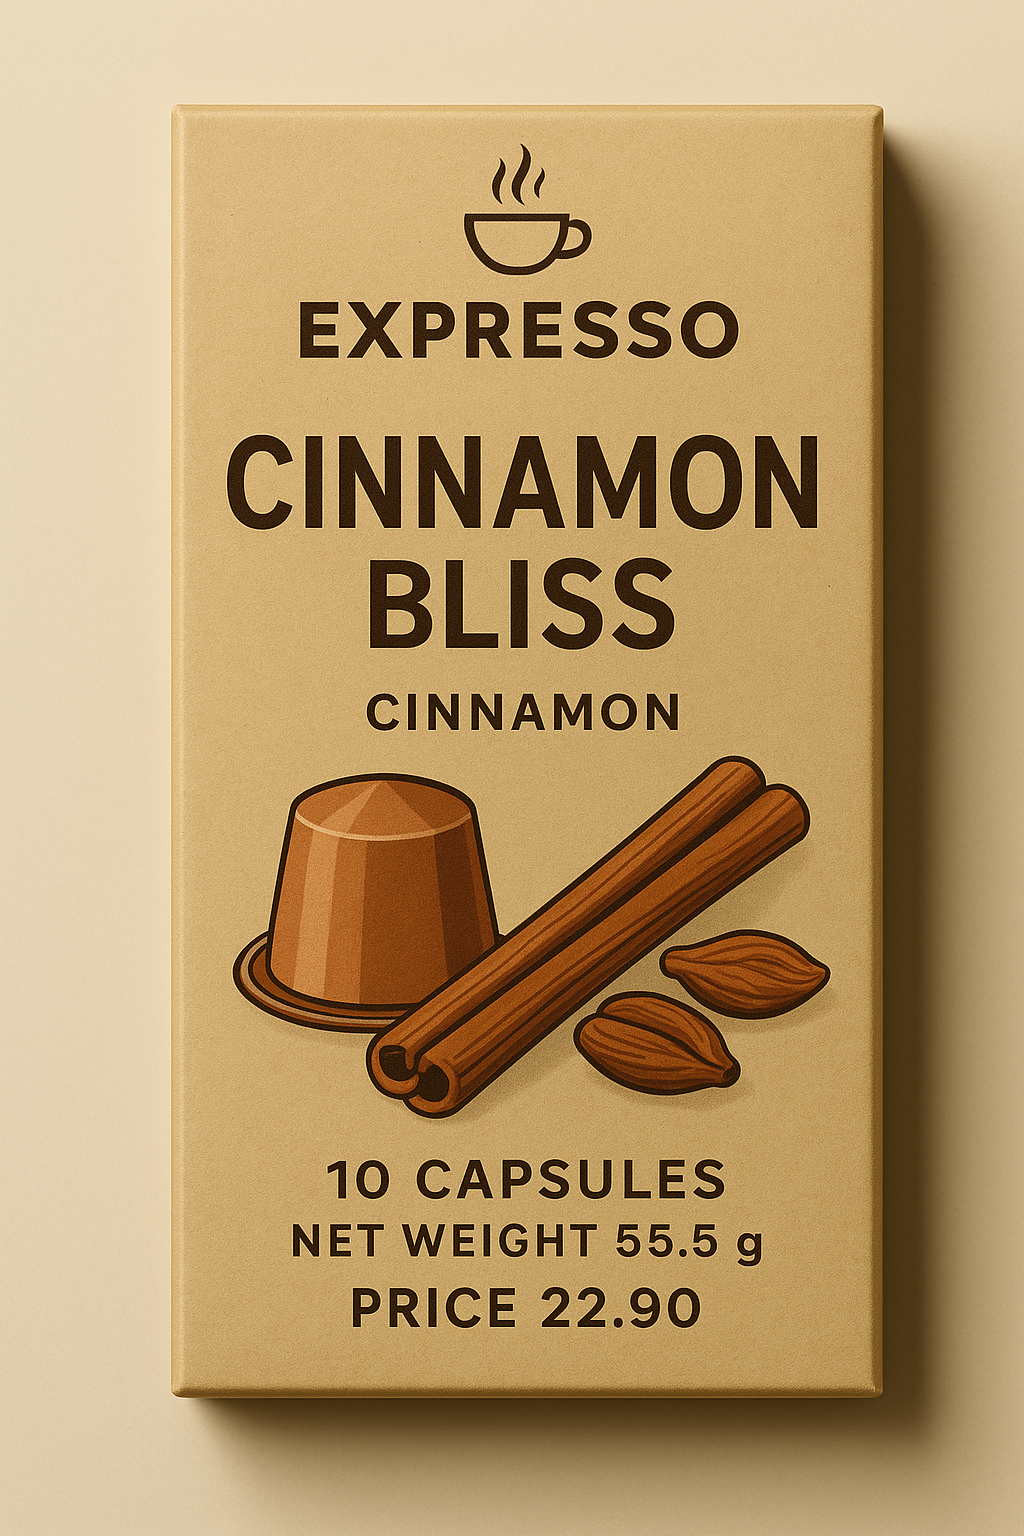 EXPRESSO
CINNAMON
BLISS
CINNAMON
10 CAPSULES
NET WEIGHT 55.5 g
PRICE 22.90